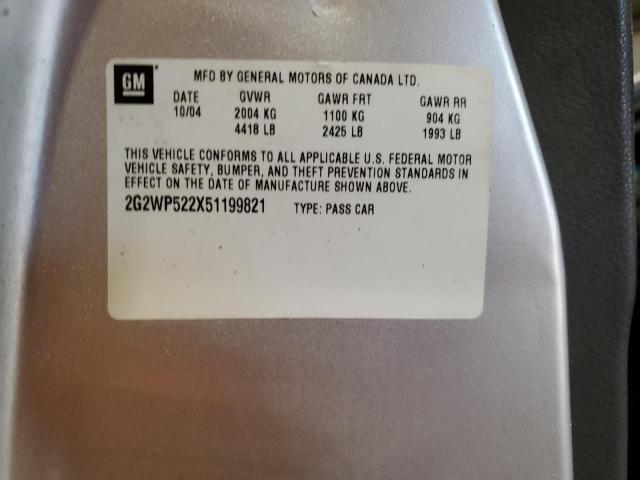 GM MFD BY GENERAL MOTORS OF CANADA LTD.
DATE GVWR GAWR FRT GAWR RR
10/04 2004 KG 1100 KG 904 KG
4418 LB 2425 LB 1993 LB
THIS VEHICLE CONFORMS TO ALL APPLICABLE U.S. FEDERAL MOTOR
VEHICLE SAFETY, BUMPER, AND THEFT PREVENTION STANDARDS IN
EFFECT ON THE DATE OF MANUFACTURE SHOWN ABOVE.
2G2WP522X51199821 TYPE: PASS CAR